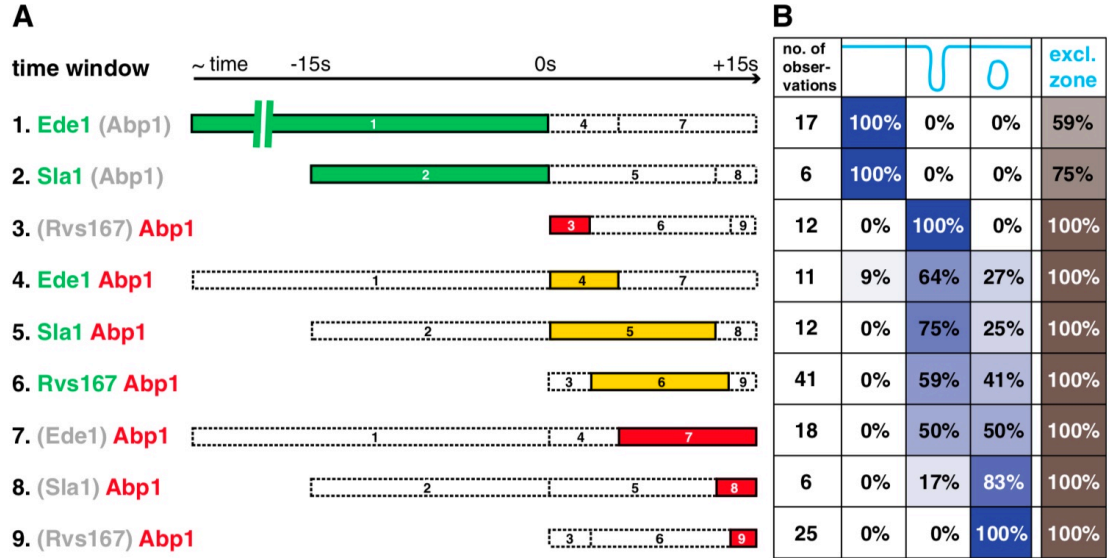 A
B
time window
~ time -15s 0s +15s
no. of
obser-
vations
excl.
zone
1. Ede1 (Abp1) 1 4 7 17 100% 0% 0% 59%
2. Sla1 (Abp1) 2 5 8 6 100% 0% 0% 75%
3. (Rvs167) Abp1 3 6 9 12 0% 100% 0% 100%
4. Ede1 Abp1 1 4 7 11 9% 64% 27% 100%
5. Sla1 Abp1 2 5 8 12 0% 75% 25% 100%
6. Rvs167 Abp1 3 6 9 41 0% 59% 41% 100%
7. (Ede1) Abp1 1 4 7 18 0% 50% 50% 100%
8. (Sla1) Abp1 2 5 8 6 0% 17% 83% 100%
9. (Rvs167) Abp1 3 6 9 25 0% 0% 100% 100%